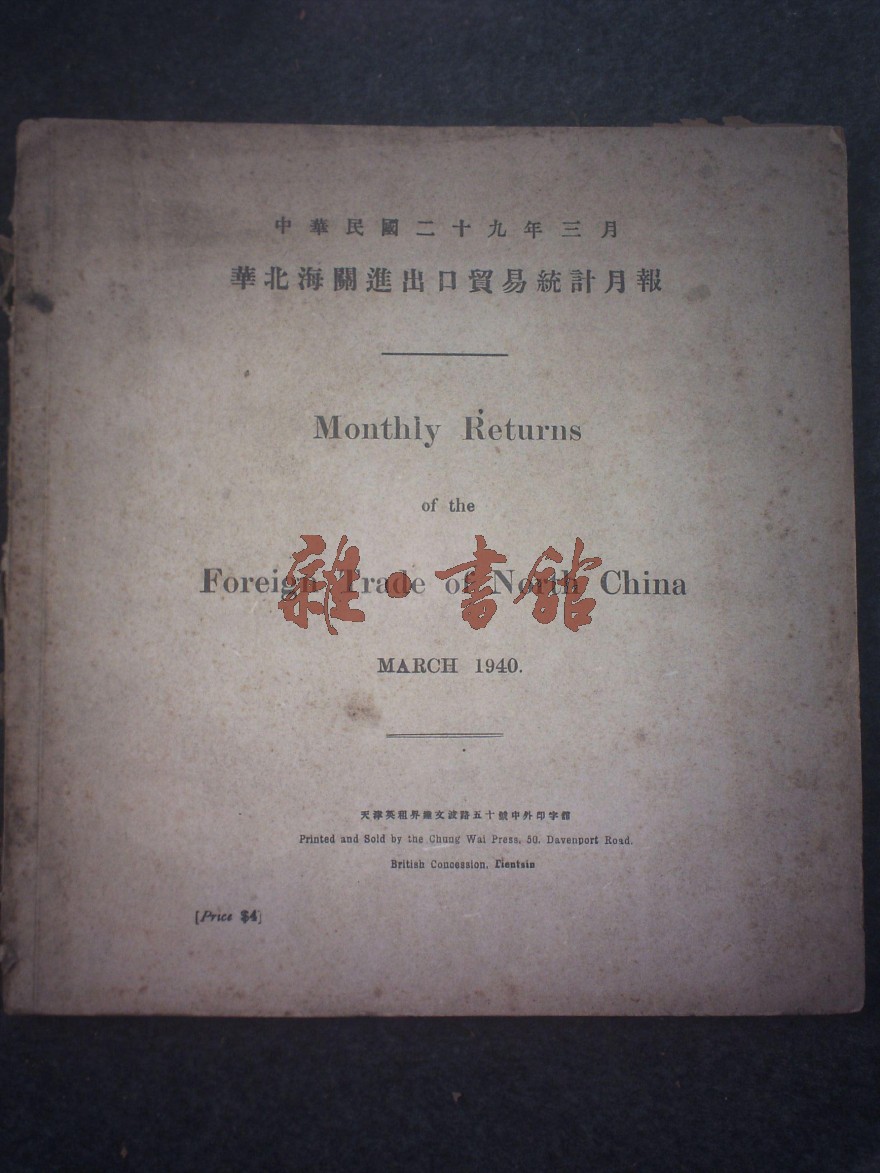 中華民國二十九年三月
華北海關進出口貿易統計月報
Monthly Returns
of the
Foreign Trade of North China
雜·書館
MARCH 1940.
天津英租界達文波路五十號中外印字館
Printed and Sold by the Chung Wai Press, 50, Davenport Road,
British Concession, Tientsin
[Price $4]